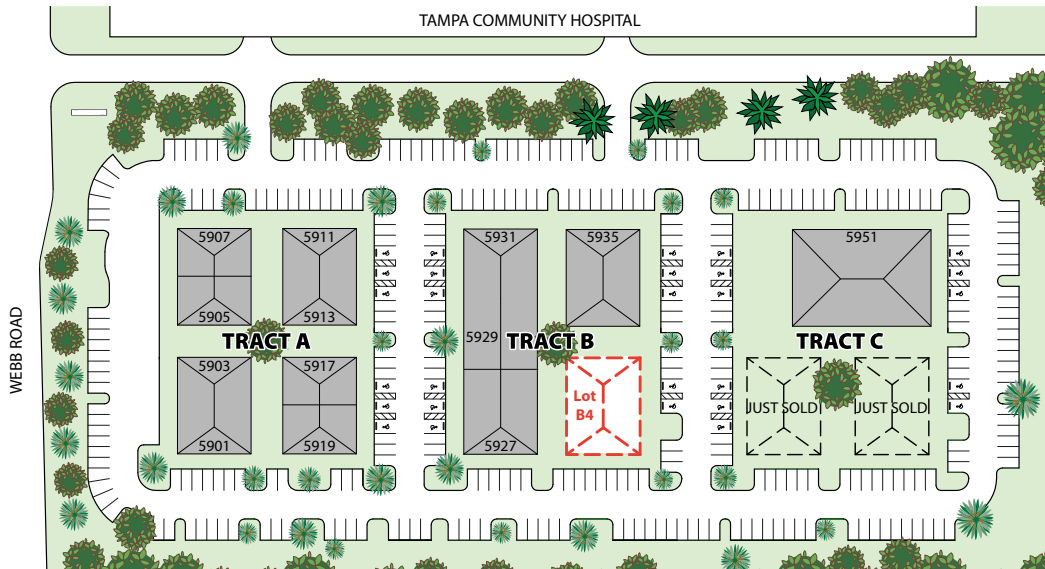 TAMPA COMMUNITY HOSPITAL
WEBB ROAD
5907
5911
5931
5935
5951
5905
5913
5929
TRACT A
TRACT B
TRACT C
5903
5917
Lot
B4
JUST SOLD
JUST SOLD
5901
5919
5927